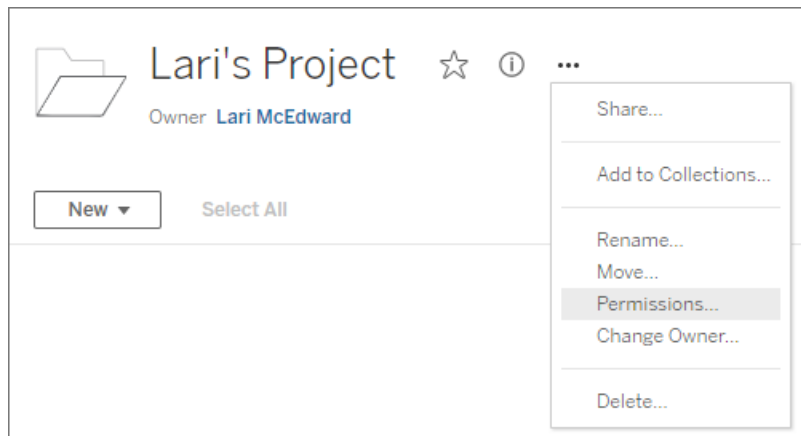 Lari's Project
Owner Lari McEdward
New
Select All
Share...
Add to Collections...
Rename...
Move...
Permissions...
Change Owner...
Delete...